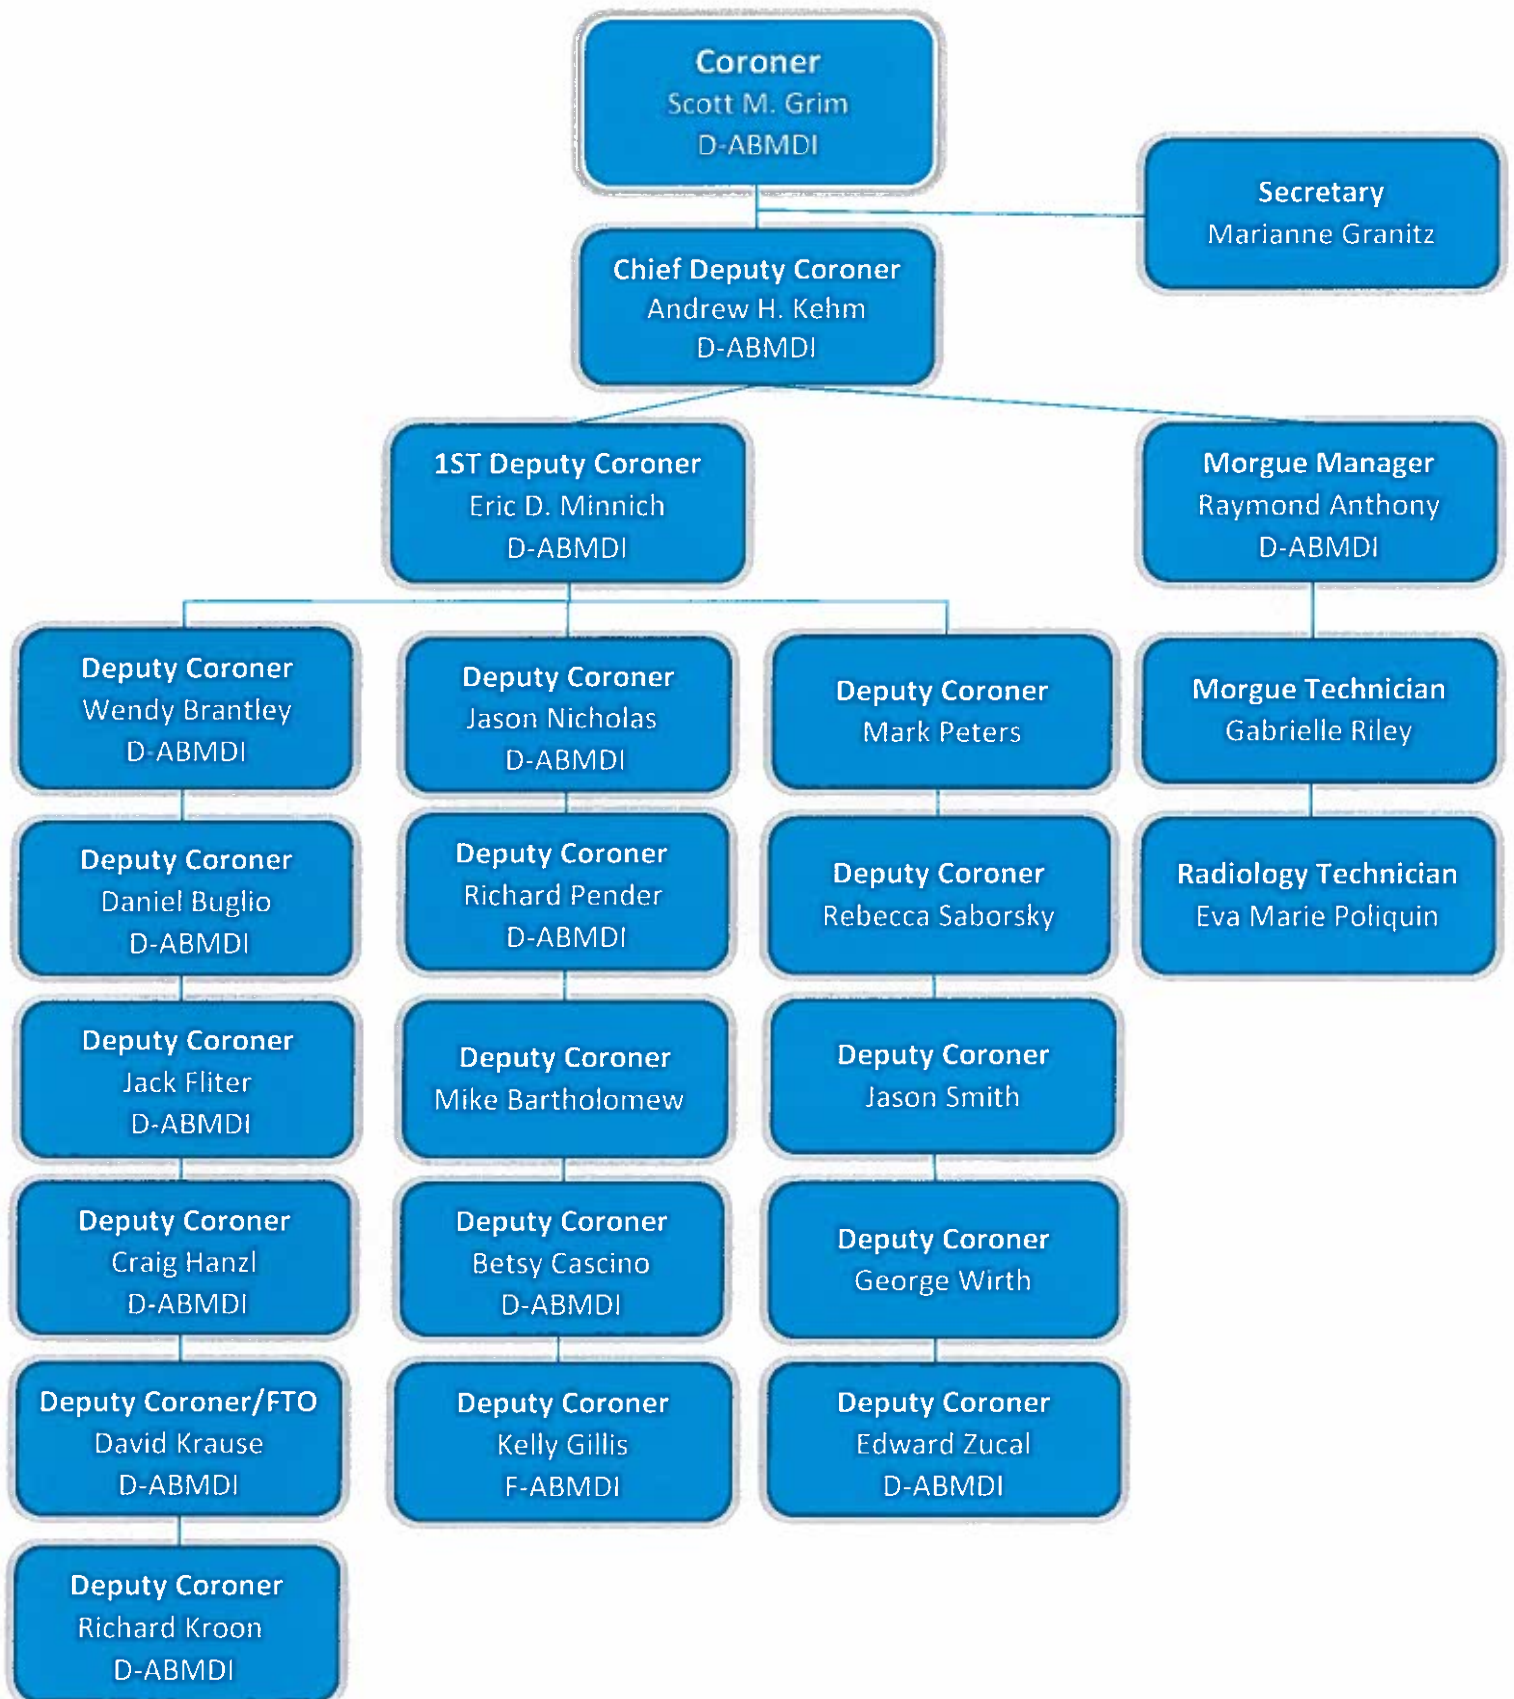 Coroner
Scott M. Grim
D-ABMDI
Secretary
Marianne Granitz
Chief Deputy Coroner
Andrew H. Kehm
D-ABMDI
1ST Deputy Coroner
Eric D. Minnich
D-ABMDI
Morgue Manager
Raymond Anthony
D-ABMDI
Deputy Coroner
Wendy Brantley
D-ABMDI
Deputy Coroner
Jason Nicholas
D-ABMDI
Deputy Coroner
Mark Peters
Morgue Technician
Gabrielle Riley
Deputy Coroner
Daniel Buglio
D-ABMDI
Deputy Coroner
Richard Pender
D-ABMDI
Deputy Coroner
Rebecca Saborsky
Radiology Technician
Eva Marie Poliquin
Deputy Coroner
Jack Fliter
D-ABMDI
Deputy Coroner
Mike Bartholomew
Deputy Coroner
Jason Smith
Deputy Coroner
Craig Hanzl
D-ABMDI
Deputy Coroner
Betsy Cascino
D-ABMDI
Deputy Coroner
George Wirth
Deputy Coroner/FTO
David Krause
D-ABMDI
Deputy Coroner
Kelly Gillis
F-ABMDI
Deputy Coroner
Edward Zucal
D-ABMDI
Deputy Coroner
Richard Kroon
D-ABMDI